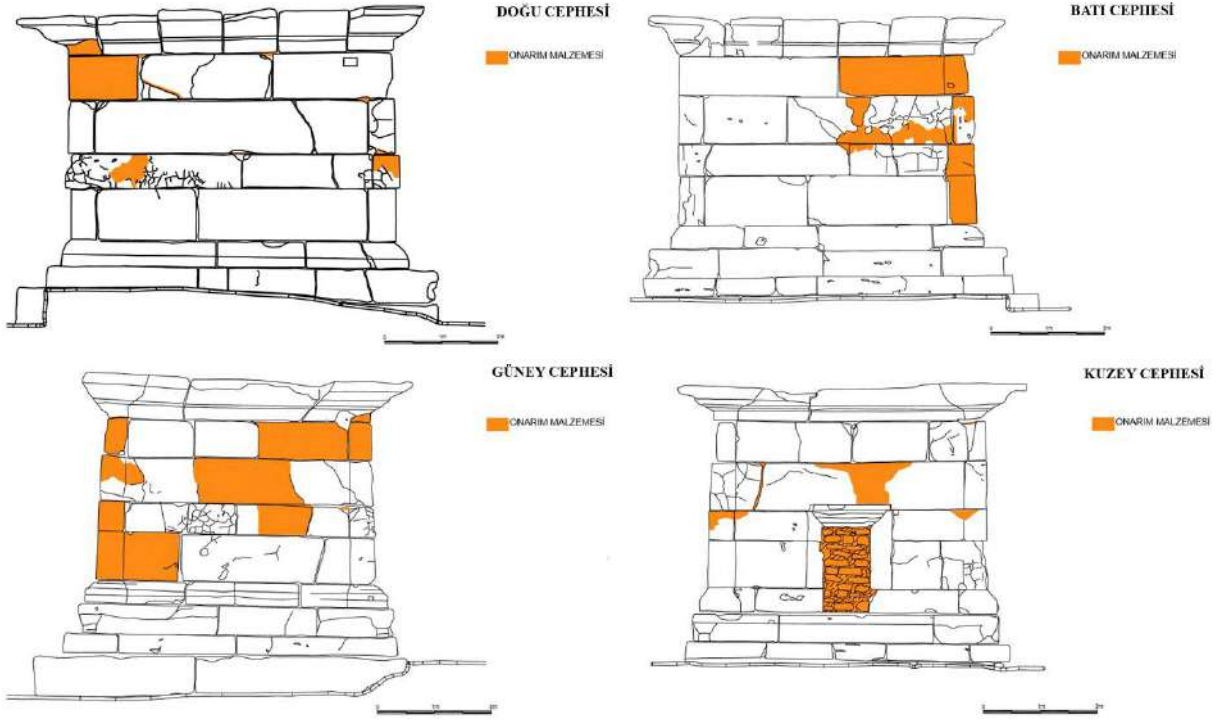 DOĞU CEPHESİ
ONARIM MALZEMESİ
BATI CEPHESİ
ONARIM MALZEMESİ
GÜNEY CEPHESİ
ONARIM MALZEMESİ
KUZEY CEPHESİ
ONARIM MALZEMESİ